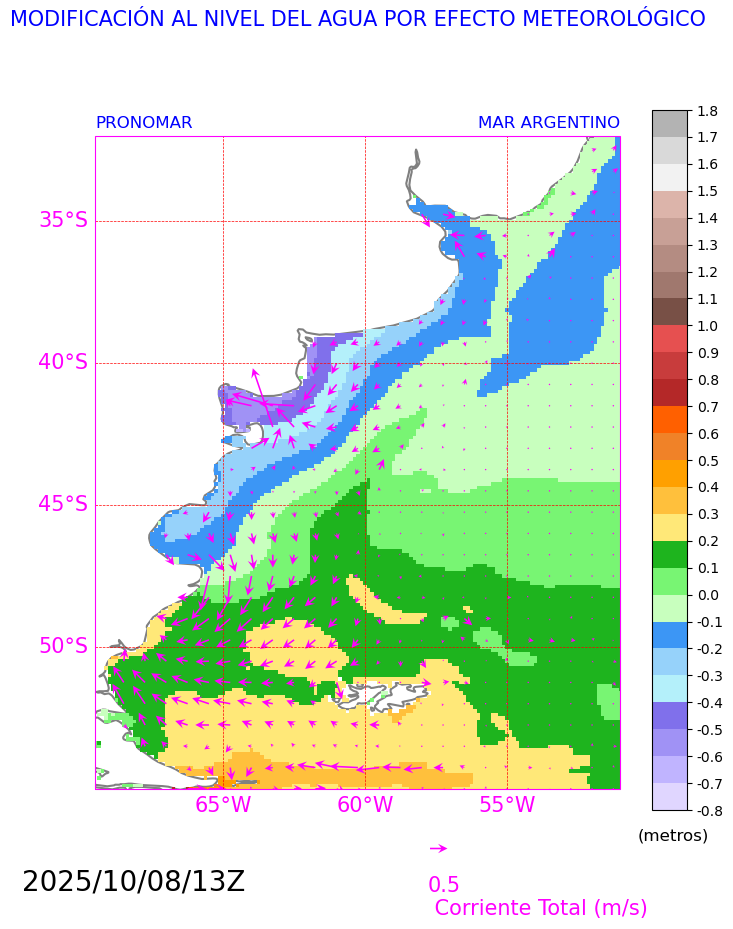 MODIFICACIÓN AL NIVEL DEL AGUA POR EFECTO METEOROLÓGICO
PRONOMAR
MAR ARGENTINO
35°S
40°S
45°S
50°S
65°W
60°W
55°W
1.8
1.7
1.6
1.5
1.4
1.3
1.2
1.1
1.0
0.9
0.8
0.7
0.6
0.5
0.4
0.3
0.2
0.1
0.0
-0.1
-0.2
-0.3
-0.4
-0.5
-0.6
-0.7
-0.8
(metros)
2025/10/08/13Z
0.5
Corriente Total (m/s)